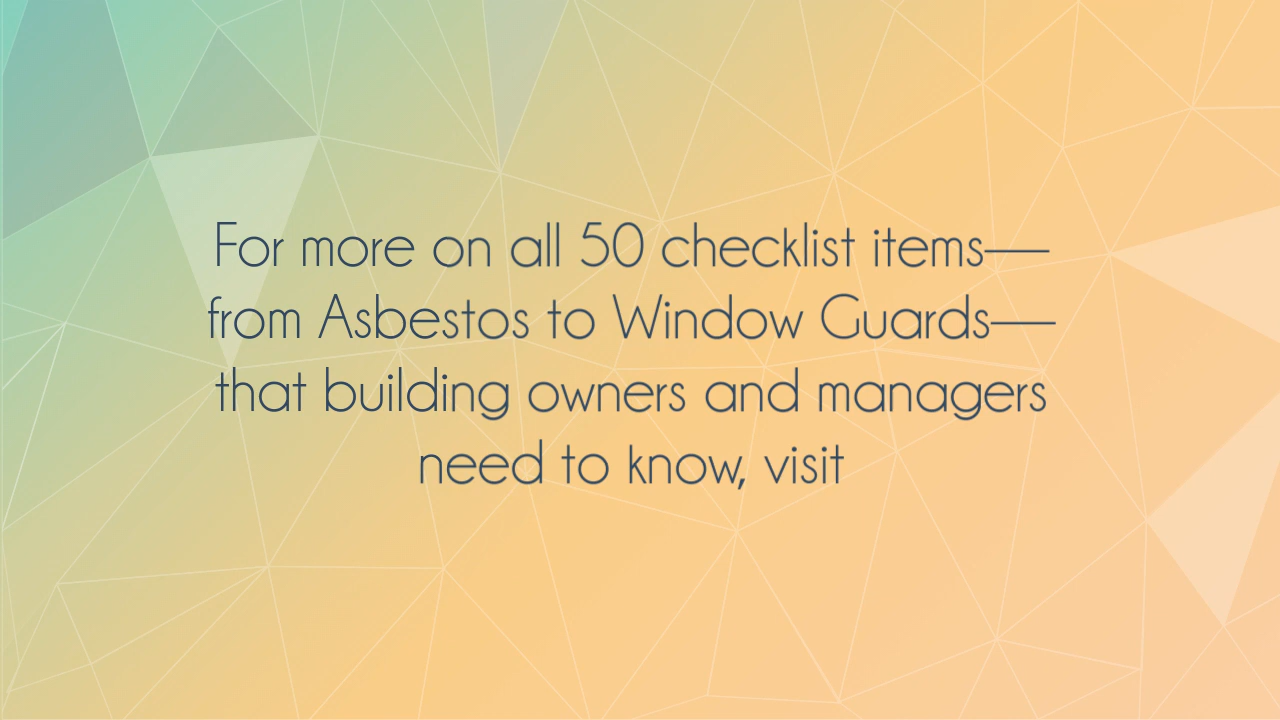 For more on all 50 checklist items—
from Asbestos to Window Guards—
that building owners and managers
need to know, visit